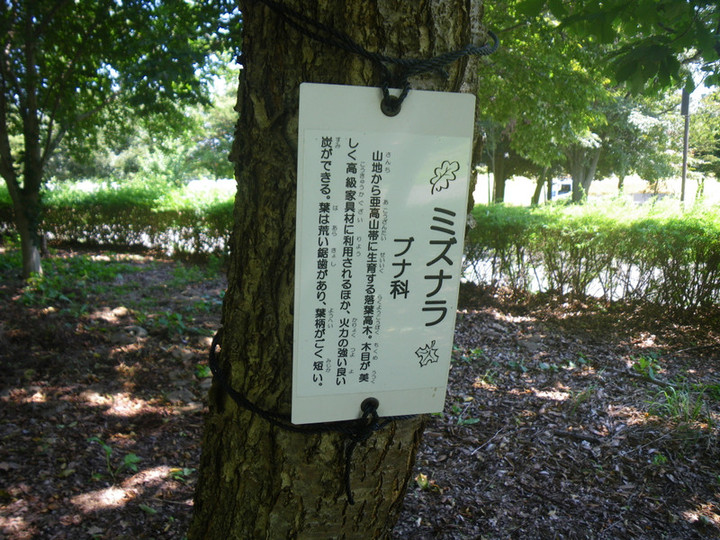 ミズナラ
ブナ科
山地から亜高山帯に生育する落葉高木。木目が美
しく高級家具材に利用されるほか、火力の強い良い
炭ができる。葉は荒い鋸歯があり、葉柄がごく短い。